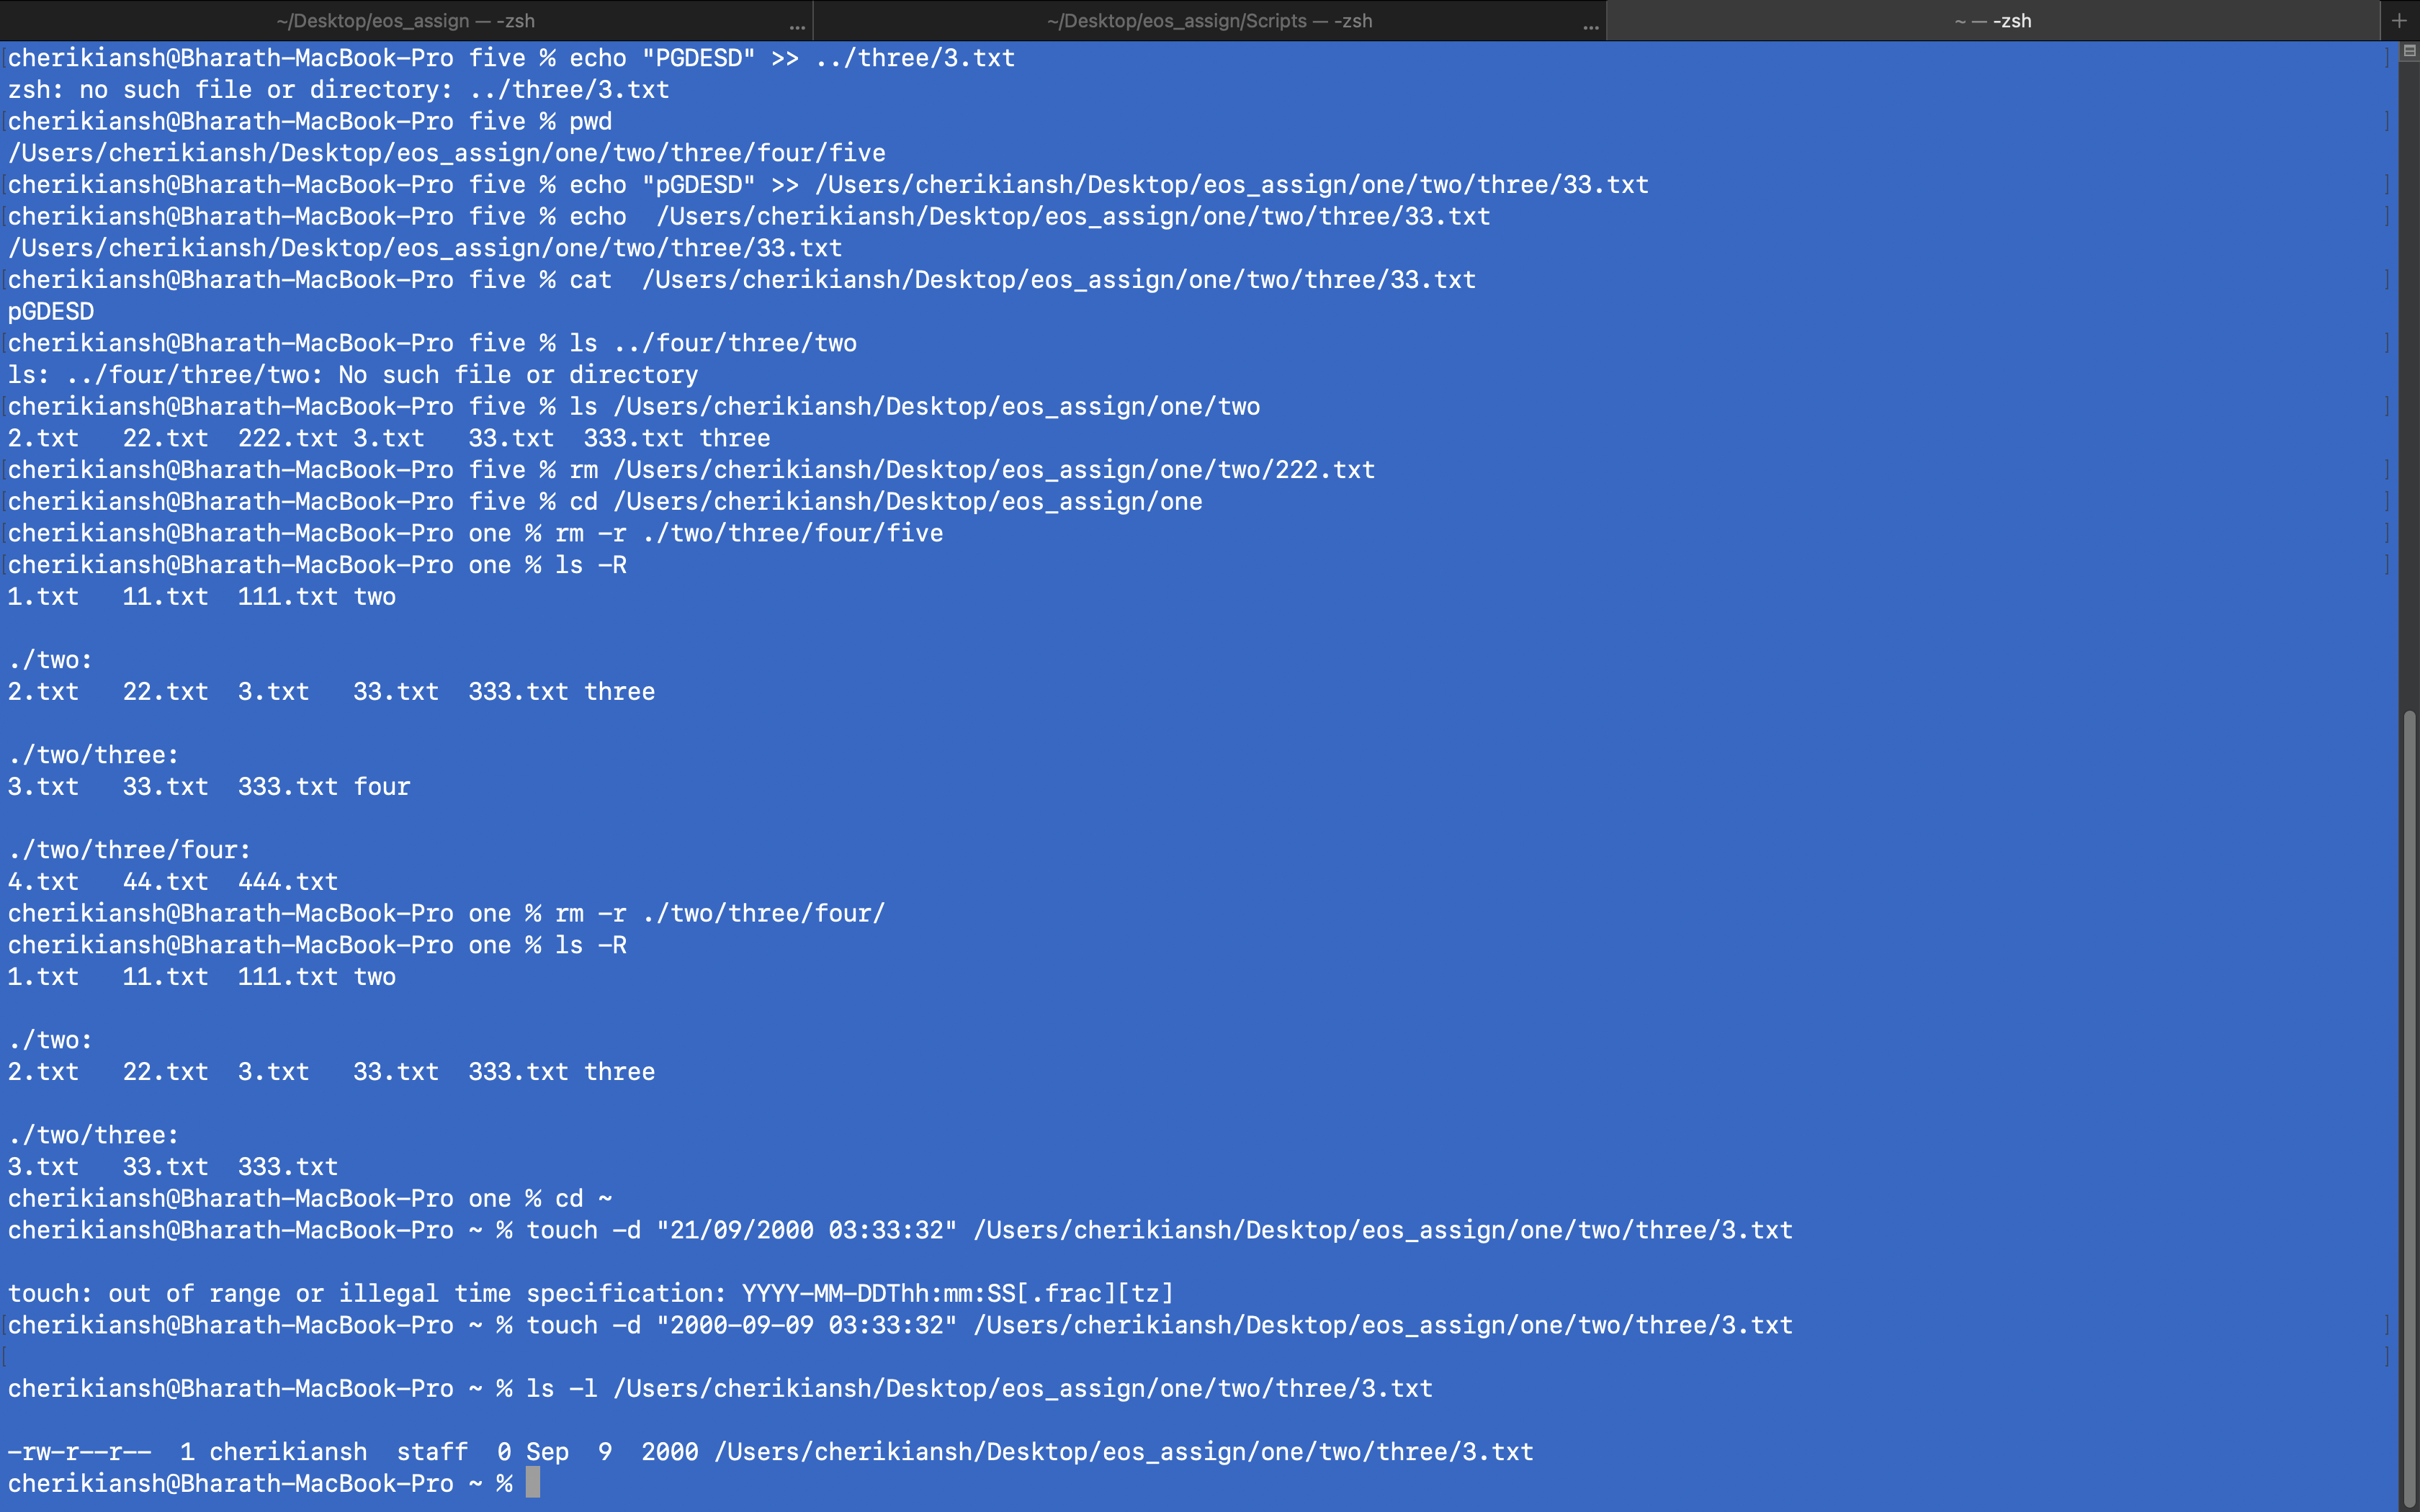 ~/Desktop/eos_assign — -zsh ... ~/Desktop/eos_assign/Scripts — -zsh ... ~ — -zsh +
cherikiansh@Bharath-MacBook-Pro five % echo "PGDESD" >> ../three/3.txt
zsh: no such file or directory: ../three/3.txt
cherikiansh@Bharath-MacBook-Pro five % pwd
/Users/cherikiansh/Desktop/eos_assign/one/two/three/four/five
cherikiansh@Bharath-MacBook-Pro five % echo "pGDESD" >> /Users/cherikiansh/Desktop/eos_assign/one/two/three/33.txt
cherikiansh@Bharath-MacBook-Pro five % echo  /Users/cherikiansh/Desktop/eos_assign/one/two/three/33.txt
/Users/cherikiansh/Desktop/eos_assign/one/two/three/33.txt
cherikiansh@Bharath-MacBook-Pro five % cat  /Users/cherikiansh/Desktop/eos_assign/one/two/three/33.txt
pGDESD
cherikiansh@Bharath-MacBook-Pro five % ls ../four/three/two
ls: ../four/three/two: No such file or directory
cherikiansh@Bharath-MacBook-Pro five % ls /Users/cherikiansh/Desktop/eos_assign/one/two
2.txt   22.txt  222.txt 3.txt   33.txt  333.txt three
cherikiansh@Bharath-MacBook-Pro five % rm /Users/cherikiansh/Desktop/eos_assign/one/two/222.txt
cherikiansh@Bharath-MacBook-Pro five % cd /Users/cherikiansh/Desktop/eos_assign/one
cherikiansh@Bharath-MacBook-Pro one % rm -r ./two/three/four/five
cherikiansh@Bharath-MacBook-Pro one % ls -R
1.txt   11.txt  111.txt two
./two:
2.txt   22.txt  3.txt   33.txt  333.txt three
./two/three:
3.txt   33.txt  333.txt four
./two/three/four:
4.txt   44.txt  444.txt
cherikiansh@Bharath-MacBook-Pro one % rm -r ./two/three/four/
cherikiansh@Bharath-MacBook-Pro one % ls -R
1.txt   11.txt  111.txt two
./two:
2.txt   22.txt  3.txt   33.txt  333.txt three
./two/three:
3.txt   33.txt  333.txt
cherikiansh@Bharath-MacBook-Pro one % cd ~
cherikiansh@Bharath-MacBook-Pro ~ % touch -d "21/09/2000 03:33:32" /Users/cherikiansh/Desktop/eos_assign/one/two/three/3.txt
touch: out of range or illegal time specification: YYYY-MM-DDThh:mm:SS[.frac][tz]
cherikiansh@Bharath-MacBook-Pro ~ % touch -d "2000-09-09 03:33:32" /Users/cherikiansh/Desktop/eos_assign/one/two/three/3.txt
cherikiansh@Bharath-MacBook-Pro ~ % ls -l /Users/cherikiansh/Desktop/eos_assign/one/two/three/3.txt
-rw-r--r--  1 cherikiansh  staff  0 Sep  9  2000 /Users/cherikiansh/Desktop/eos_assign/one/two/three/3.txt
cherikiansh@Bharath-MacBook-Pro ~ %